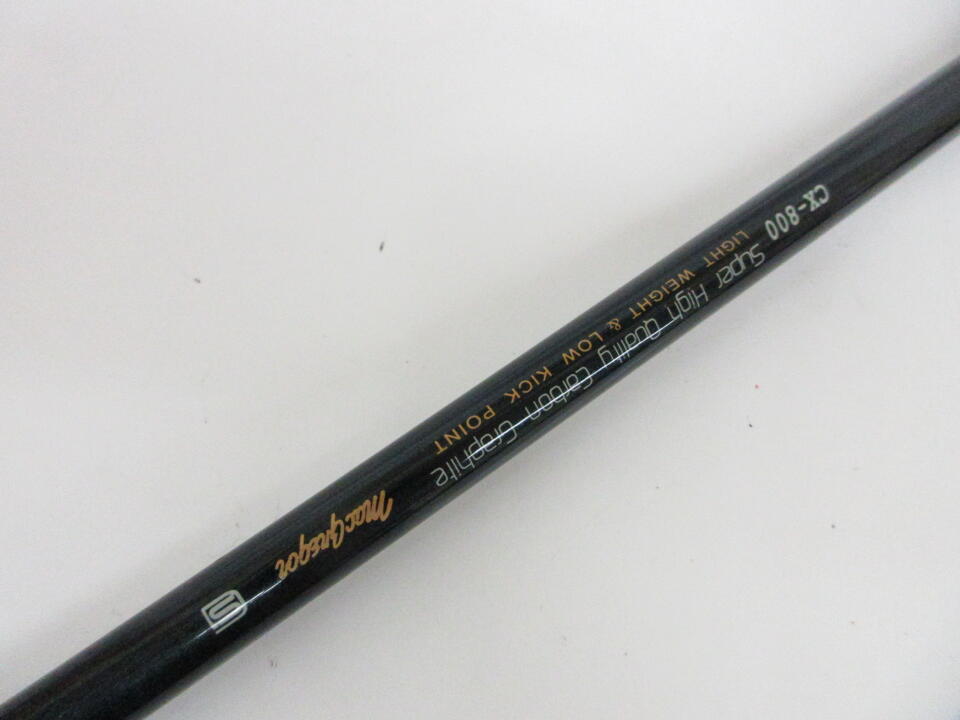 CX-800
Super High Quality Carbon Graphite
LIGHT WEIGHT & LOW KICK POINT
MacGregor
S